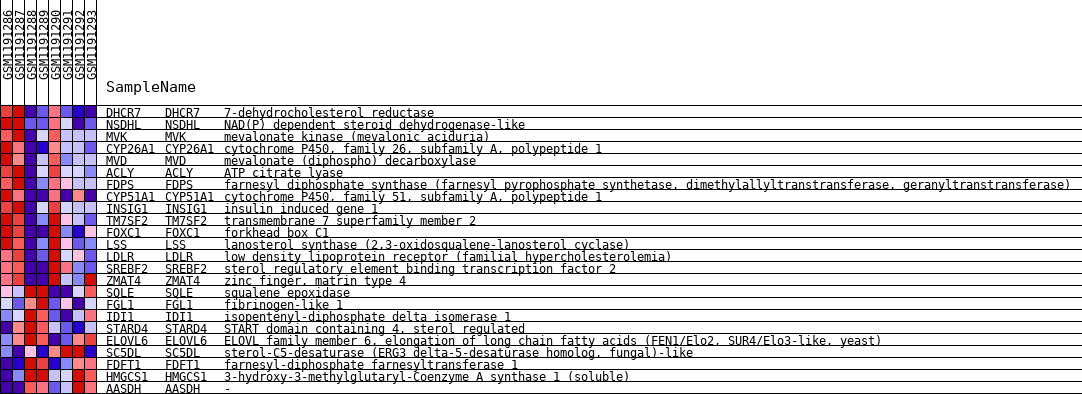 GSM1191286
GSM1191287
GSM1191288
GSM1191289
GSM1191290
GSM1191291
GSM1191292
GSM1191293
SampleName
DHCR7 DHCR7 7-dehydrocholesterol reductase
NSDHL NSDHL NAD(P) dependent steroid dehydrogenase-like
MVK MVK mevalonate kinase (mevalonic aciduria)
CYP26A1 CYP26A1 cytochrome P450, family 26, subfamily A, polypeptide 1
MVD MVD mevalonate (diphospho) decarboxylase
ACLY ACLY ATP citrate lyase
FDPS FDPS farnesyl diphosphate synthase (farnesyl pyrophosphate synthetase, dimethylallyltranstransferase, geranyltranstransferase)
CYP51A1 CYP51A1 cytochrome P450, family 51, subfamily A, polypeptide 1
INSIG1 INSIG1 insulin induced gene 1
TM7SF2 TM7SF2 transmembrane 7 superfamily member 2
FOXC1 FOXC1 forkhead box C1
LSS LSS lanosterol synthase (2,3-oxidosqualene-lanosterol cyclase)
LDLR LDLR low density lipoprotein receptor (familial hypercholesterolemia)
SREBF2 SREBF2 sterol regulatory element binding transcription factor 2
ZMAT4 ZMAT4 zinc finger, matrin type 4
SQLE SQLE squalene epoxidase
FGL1 FGL1 fibrinogen-like 1
IDI1 IDI1 isopentenyl-diphosphate delta isomerase 1
STARD4 STARD4 START domain containing 4, sterol regulated
ELOVL6 ELOVL6 ELOVL family member 6, elongation of long chain fatty acids (FEN1/Elo2, SUR4/Elo3-like, yeast)
SC5DL SC5DL sterol-C5-desaturase (ERG3 delta-5-desaturase homolog, fungal)-like
FDFT1 FDFT1 farnesyl-diphosphate farnesyltransferase 1
HMGCS1 HMGCS1 3-hydroxy-3-methylglutaryl-Coenzyme A synthase 1 (soluble)
AASDH AASDH -